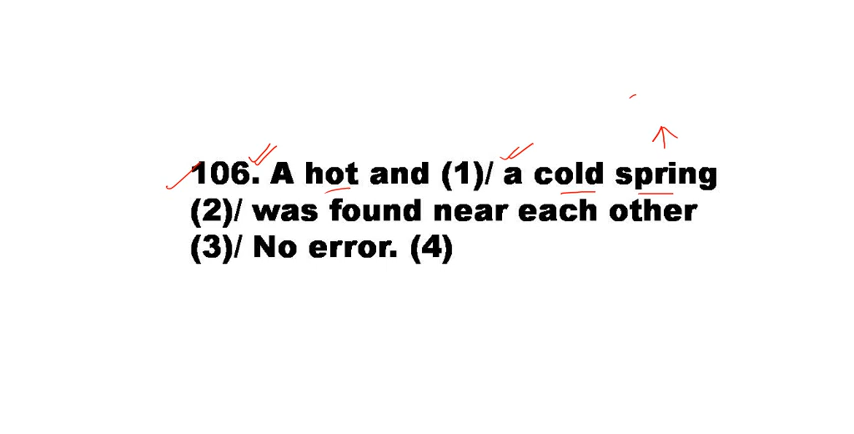 106. A hot and (1)/ a cold spring
(2)/ was found near each other
(3)/ No error. (4)